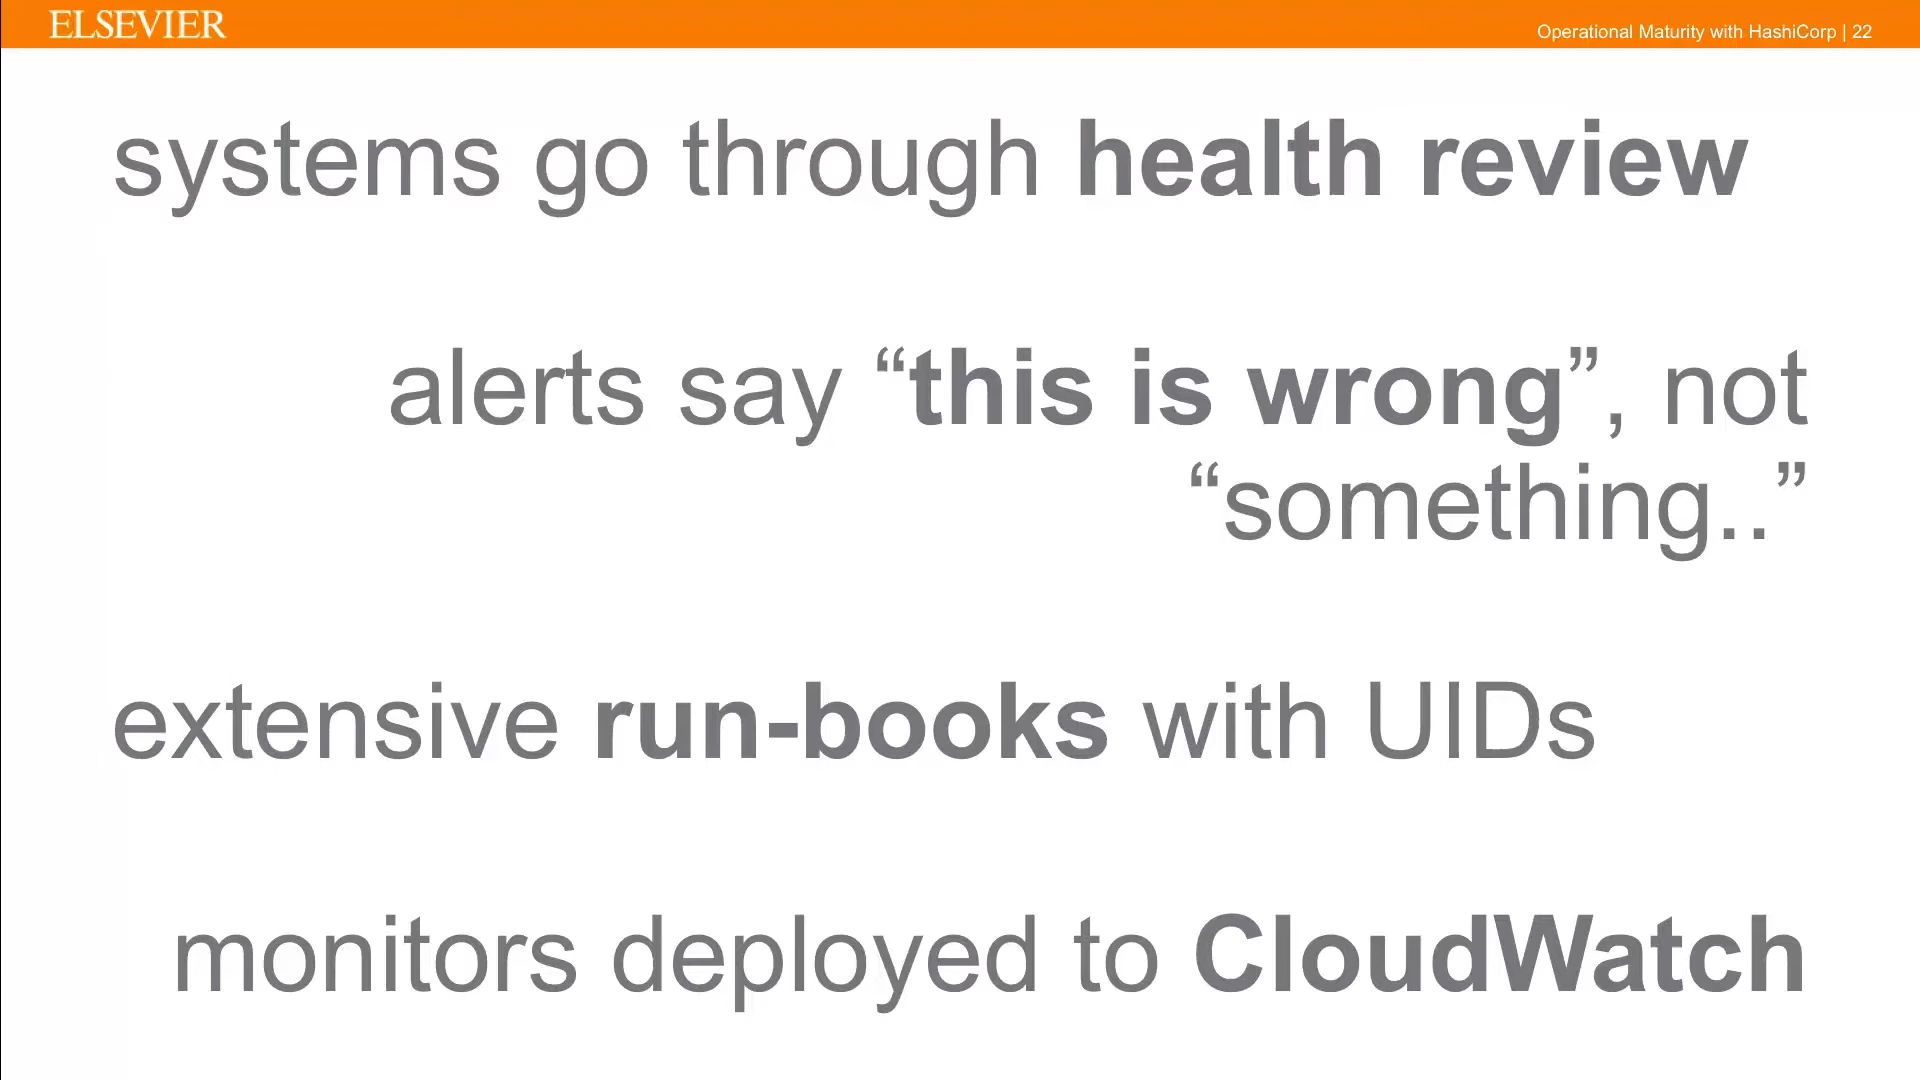 ELSEVIER
Operational Maturity with HashiCorp | 22
systems go through health review
alerts say “this is wrong”, not
“something..”
extensive run-books with UIDs
monitors deployed to CloudWatch